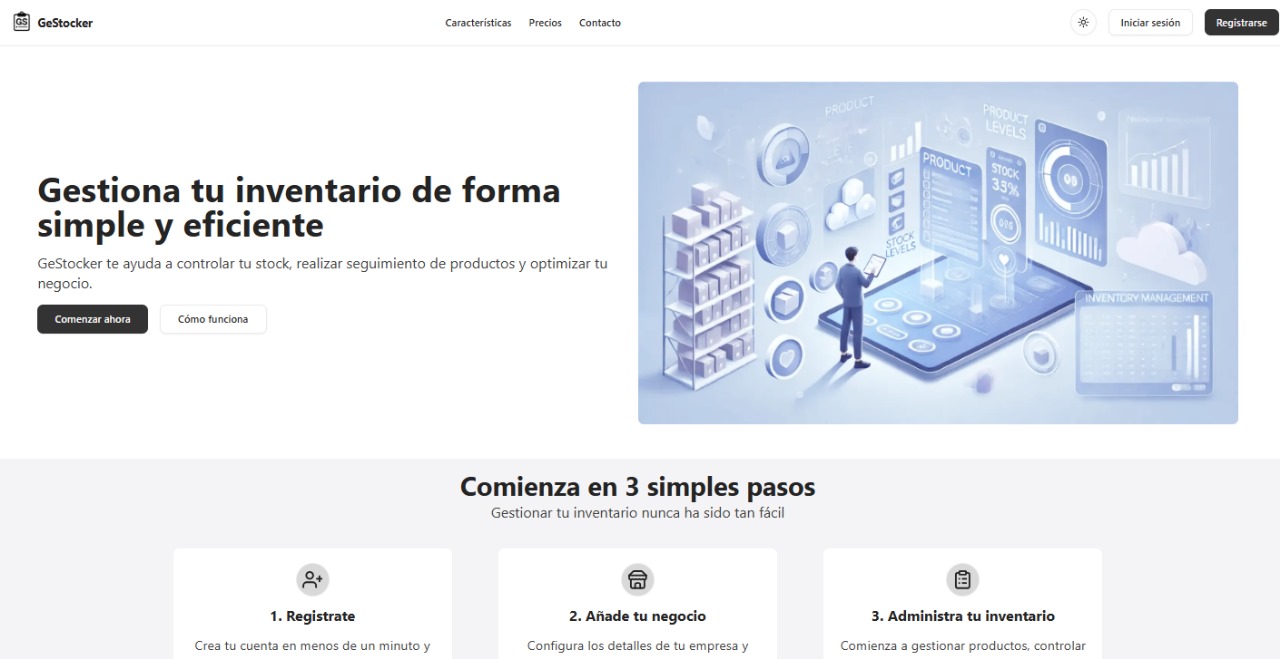 GS
GeStocker
Características
Precios
Contacto
Iniciar sesión
Registrarse
Gestiona tu inventario de forma
simple y eficiente
GeStocker te ayuda a controlar tu stock, realizar seguimiento de productos y optimizar tu
negocio.
Comenzar ahora
Cómo funciona
PRODUCT
PRODUCT
LEVELS
PRODUCT
STOCK
STOCK
LEVELS
INVENTORY MANAGEMENT
Comienza en 3 simples pasos
Gestionar tu inventario nunca ha sido tan fácil
1. Registrate
Crea tu cuenta en menos de un minuto y
2. Añade tu negocio
Configura los detalles de tu empresa y
3. Administra tu inventario
Comienza a gestionar productos, controlar